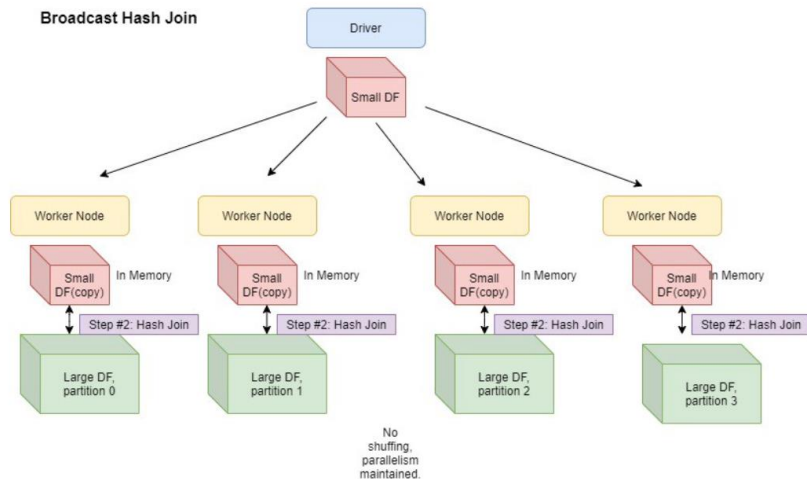 Broadcast Hash Join
Driver
Small DF
Worker Node
Worker Node
Worker Node
Worker Node
Small
DF(copy)
In Memory
Small
DF(copy)
In Memory
Small
DF(copy)
In Memory
Small
DF(copy)
In Memory
Step #2: Hash Join
Step #2: Hash Join
Step #2: Hash Join
Step #2: Hash Join
Large DF,
partition 0
Large DF,
partition 1
Large DF,
partition 2
Large DF,
partition 3
No
shuffing,
parallelism
maintained.